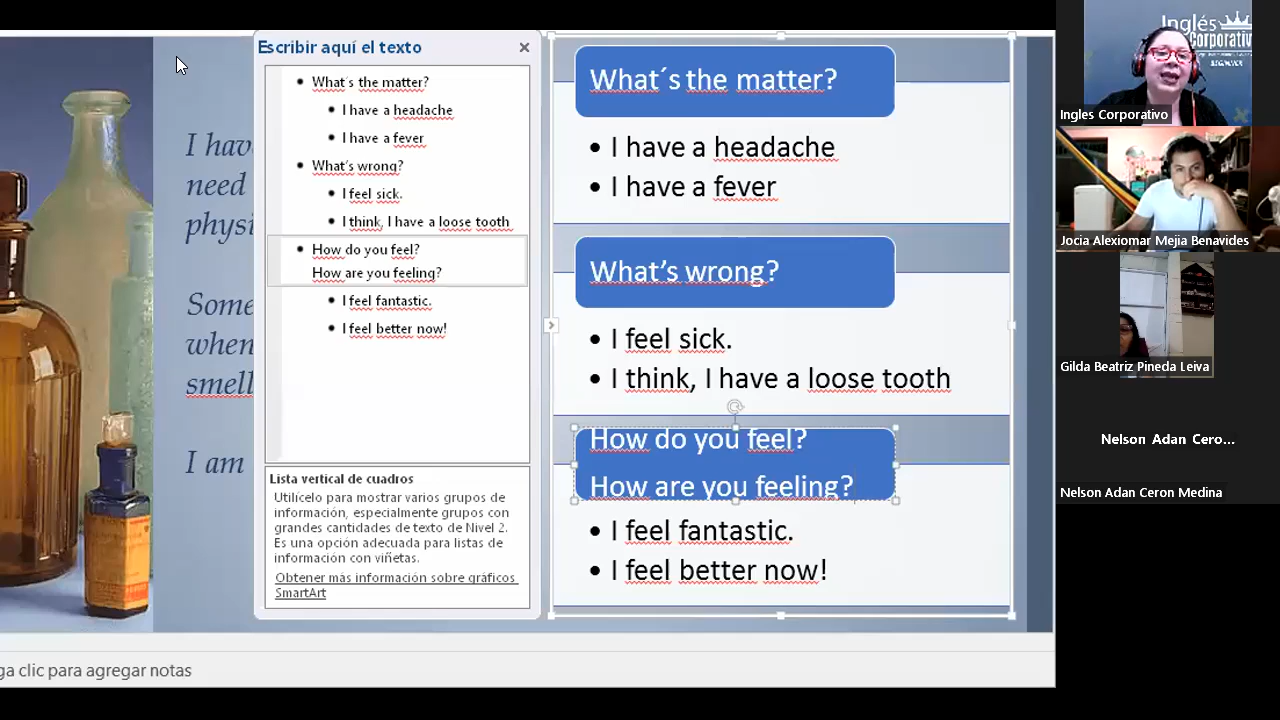 I hav
need
physi
Some
when
smell
I am
Escribir aquí el texto
What´s the matter?
I have a headache
I have a fever
What's wrong?
I feel sick.
I think, I have a loose tooth
How do you feel?
How are you feeling?
I feel fantastic.
I feel better now!
Lista vertical de cuadros
Utilícelo para mostrar varios grupos de
información, especialmente grupos con
grandes cantidades de texto de Nivel 2.
Es una opción adecuada para listas de
información con viñetas.
Obtener más información sobre gráficos
SmartArt
What´s the matter?
• I have a headache
• I have a fever
What's wrong?
• I feel sick.
• I think, I have a loose tooth
How do you feel?
How are you feeling?
• I feel fantastic.
• I feel better now!
ga clic para agregar notas
Inglés
Corporativ
Ingles Corporativo
Jocia Alexiomar Mejia Benavides
Gilda Beatriz Pineda Leiva
Nelson Adan Cero...
Nelson Adan Ceron Medina